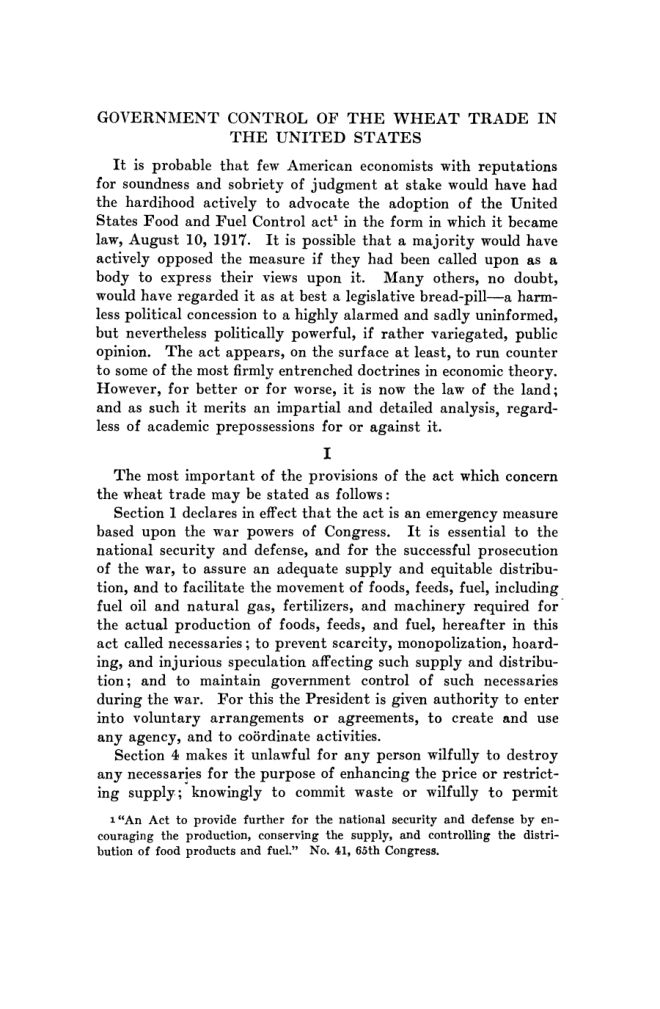 GOVERNMENT CONTROL OF THE WHEAT TRADE IN
THE UNITED STATES
It is probable that few American economists with reputations
for soundness and sobriety of judgment at stake would have had
the hardihood actively to advocate the adoption of the United
States Food and Fuel Control act¹ in the form in which it became
law, August 10, 1917. It is possible that a majority would have
actively opposed the measure if they had been called upon as a
body to express their views upon it. Many others, no doubt,
would have regarded it as at best a legislative bread-pill—a harm-
less political concession to a highly alarmed and sadly uninformed,
but nevertheless politically powerful, if rather variegated, public
opinion. The act appears, on the surface at least, to run counter
to some of the most firmly entrenched doctrines in economic theory.
However, for better or for worse, it is now the law of the land;
and as such it merits an impartial and detailed analysis, regard-
less of academic prepossessions for or against it.
I
The most important of the provisions of the act which concern
the wheat trade may be stated as follows:
Section 1 declares in effect that the act is an emergency measure
based upon the war powers of Congress. It is essential to the
national security and defense, and for the successful prosecution
of the war, to assure an adequate supply and equitable distribu-
tion, and to facilitate the movement of foods, feeds, fuel, including
fuel oil and natural gas, fertilizers, and machinery required for
the actual production of foods, feeds, and fuel, hereafter in this
act called necessaries; to prevent scarcity, monopolization, hoard-
ing, and injurious speculation affecting such supply and distribu-
tion; and to maintain government control of such necessaries
during the war. For this the President is given authority to enter
into voluntary arrangements or agreements, to create and use
any agency, and to coördinate activities.
Section 4 makes it unlawful for any person wilfully to destroy
any necessaries for the purpose of enhancing the price or restrict-
ing supply; knowingly to commit waste or wilfully to permit
¹ "An Act to provide further for the national security and defense by en-
couraging the production, conserving the supply, and controlling the distri-
bution of food products and fuel." No. 41, 65th Congress.